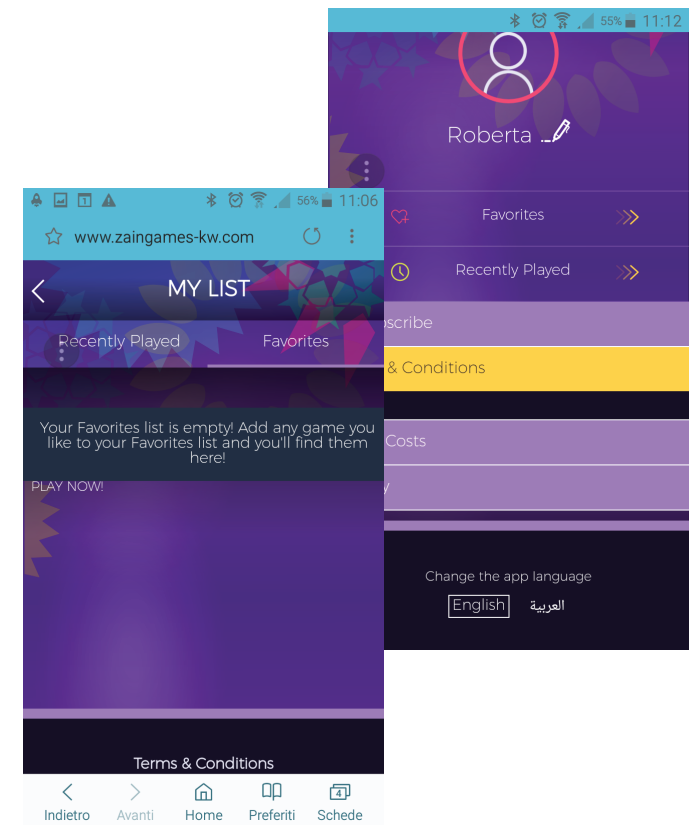 55% 11:12
Roberta
Favorites
Recently Played
& Conditions
Costs
Change the app language
English العربية
56% 11:06
www.zaingames-kw.com
MY LIST
Recently Played Favorites
Your Favorites list is empty! Add any game you
like to your Favorites list and you'll find them
here!
PLAY NOW!
Terms & Conditions
Indietro Avanti Home Preferiti Schede